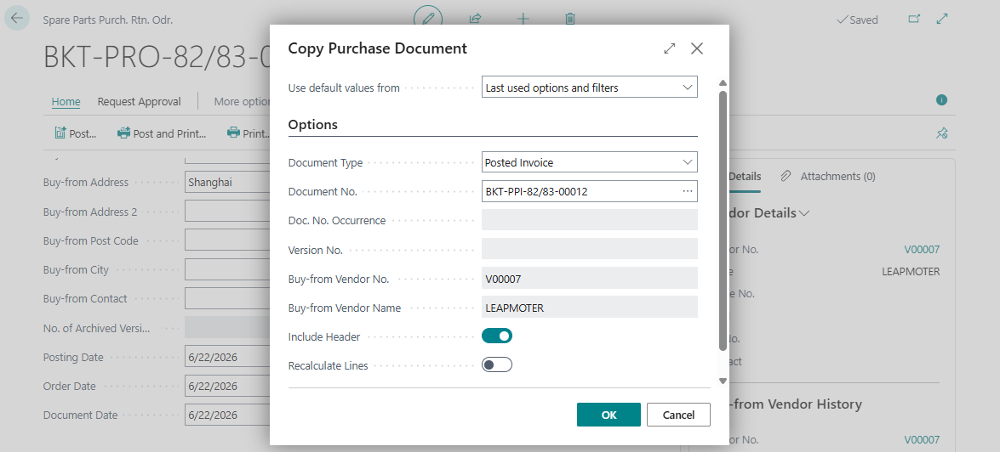 Spare Parts Purch. Rtn. Odr.
Saved
BKT-PRO-82/83-0
Home Request Approval More option
Post... Post and Print... Print...
Buy-from Address Shanghai
Buy-from Address 2
Buy-from Post Code
Buy-from City
Buy-from Contact
No. of Archived Versi...
Posting Date 6/22/2026
Order Date 6/22/2026
Document Date 6/22/2026
Copy Purchase Document
Use default values from Last used options and filters
Options
Document Type Posted Invoice
Document No. BKT-PPI-82/83-00012 ...
Doc. No. Occurrence
Version No.
Buy-from Vendor No. V00007
Buy-from Vendor Name LEAPMOTER
Include Header
Recalculate Lines
OK Cancel
Details Attachments (0)
dor Details
or No. V00007
e LEAPMOTER
e No.
No.
act
-from Vendor History
or No. V00007